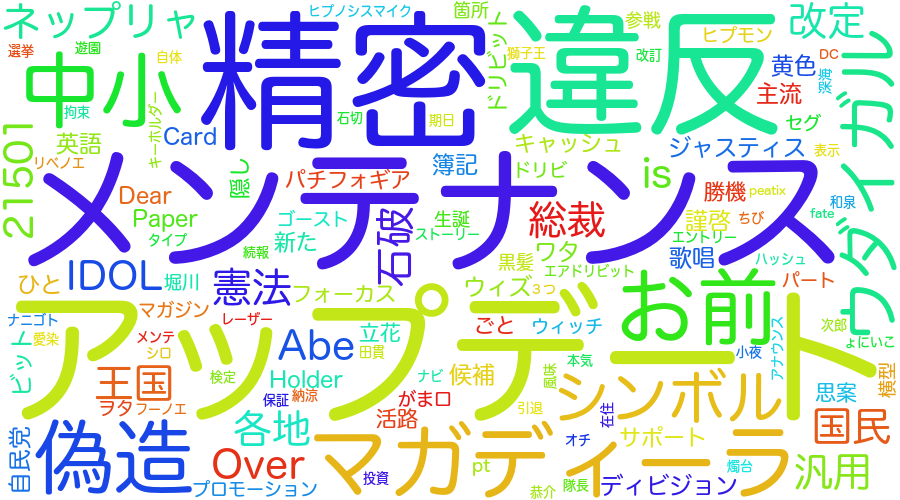 ネップリャ
ヒプノシスマイク
箇所
参戦
獅子王
ヒプモン
改定
選挙
遊園
自体
精密
違反
改訂
DC
深海
ウダイガル
中小
拘束
キーホルダー
石切
期日
ドリビット
黄色
主流
21501
英語
Card
簿記
キャッシュ
セグ
リベノエ
隠し
ドリビ
is
ジャスティス
表示
メンテナンス
Dear
パチフォギア
勝機
peatix
和泉
Paper
ゴースト
石破
生誕
総裁
謹啓
ちび
fate
タイプ
新た
ストーリー
ワタ
エントリー
続報
黒髪
エアドリビット
歌唱
ハッシュ
IDOL
堀川
憲法
ひと
フォーカス
ウィズ
3つ
お前
パート
マガジン
ナニゴト
レーザー
アップデート
ビット
愛染
メンテ
Abe
立花
ごと
ウィッチ
次郎
シロ
田貫
アナウンス
ょにいこ
検定
Holder
ナビ
候補
本気
風味
小夜
王国
シンボル
思案
横型
ヲタ
フーノエ
保証
納涼
がま口
引退
在住
国民
自民党
偽造
各地
活路
マガディーラ
サポート
オチ
Over
pt
燭台
汎用
プロモーション
投資
恭介
隊長
ディビジョン